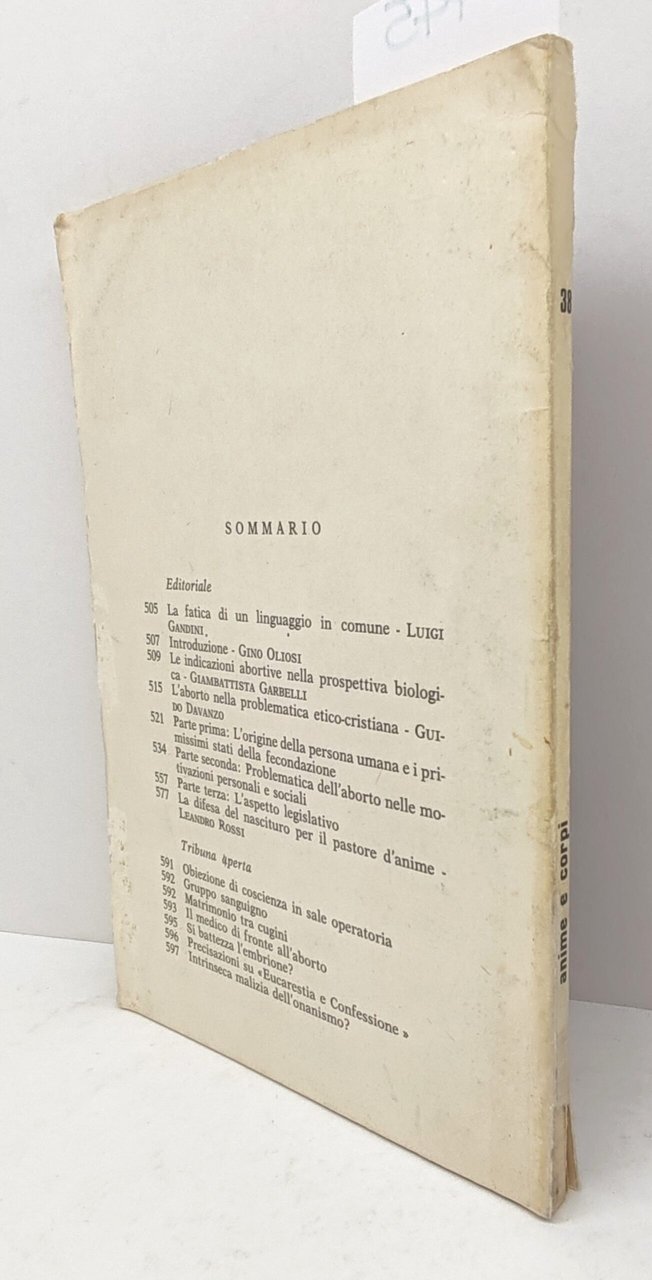 SOMMARIO
Editoriale
505 La fatica di un linguaggio in comune - LUIGI
GANDINI,
507 Introduzione - GINO OLIOSI
509 Le indicazioni abortive nella prospettiva biologi-
ca - GIAMBATTISTA GARBELLI
515 L'aborto nella problematica etico-cristiana - GUI-
DO DAVANZO
521 Parte prima: L'origine della persona umana e i pri-
missimi stati della fecondazione
534 Parte seconda: Problematica dell'aborto nelle mo-
tivazioni personali e sociali
557 Parte terza: L'aspetto legislativo
577 La difesa del nascituro per il pastore d'anime -
LEANDRO ROSSI
Tribuna aperta
591 Obiezione di coscienza in sale operatoria
592 Gruppo sanguigno
592 Matrimonio tra cugini
593 Il medico di fronte all'aborto
595 Si battezza l'embrione?
596 Precisazioni su «Eucarestia e Confessione»
597 Intrinseca malizia dell'onanismo?
38
anime e corpi